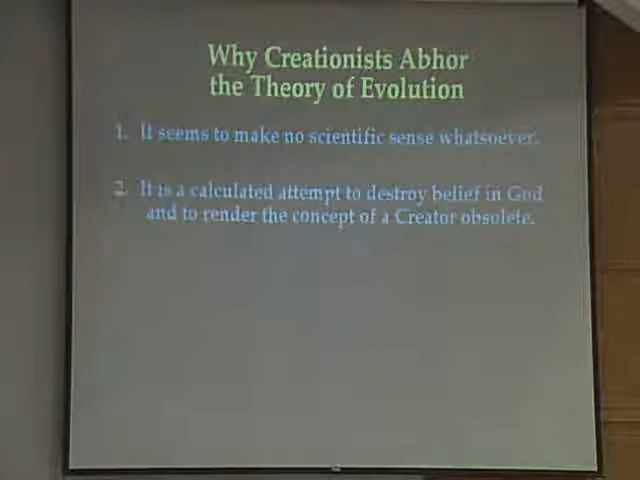 Why Creationists Abhor
the Theory of Evolution
1. It seems to make no scientific sense whatsoever.
2. It is a calculated attempt to destroy belief in God
and to render the concept of a Creator obsolete.